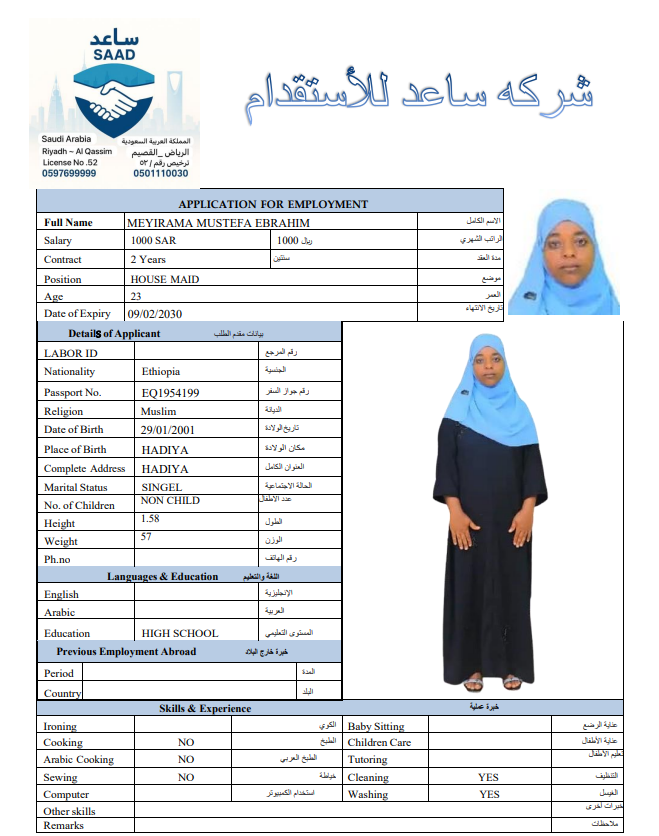 ساعد
SAAD
Saudi Arabia
المملكة العربية السعودية
Riyadh ~ Al Qassim
الرياض _القصيم
License No .52
ترخيص رقم/ ٥٢
0597699999
0501110030
شركه ساعد للأستقدام
APPLICATION FOR EMPLOYMENT
Full Name MEYIRAMA MUSTEFA EBRAHIM الاسم الكامل
Salary 1000 SAR 1000 ريال الراتب الشهري
Contract 2 Years سنتين مدة العقد
Position HOUSE MAID موضع
Age 23 العمر
Date of Expiry 09/02/2030 تاريخ الانتهاء
Details of Applicant بيانات مقدم الطلب
LABOR ID رقم المرجع
Nationality Ethiopia الجنسية
Passport No. EQ1954199 رقم جواز السفر
Religion Muslim الديانة
Date of Birth 29/01/2001 تاريخ الولادة
Place of Birth HADIYA مكان الولادة
Complete Address HADIYA العنوان الكامل
Marital Status SINGEL الحالة الاجتماعية
No. of Children NON CHILD عدد الاطفال
Height 1.58 الطول
Weight 57 الوزن
Ph.no رقم الهاتف
Languages & Education اللغة والتعليم
English الإنجليزية
Arabic العربية
Education HIGH SCHOOL المستوى التعليمي
Previous Employment Abroad خبرة خارج البلاد
Period المدة
Country البلد
Skills & Experience خبرة عملية
Ironing الكوي Baby Sitting عناية الرضع
Cooking NO الطبخ Children Care عناية الأطفال
Arabic Cooking NO الطبخ العربي Tutoring تعليم الأطفال
Sewing NO خياطة Cleaning YES التنظيف
Computer استخدام الكمبيوتر Washing YES الغيسل
Other skills خبرات اخرى
Remarks ملاحظات